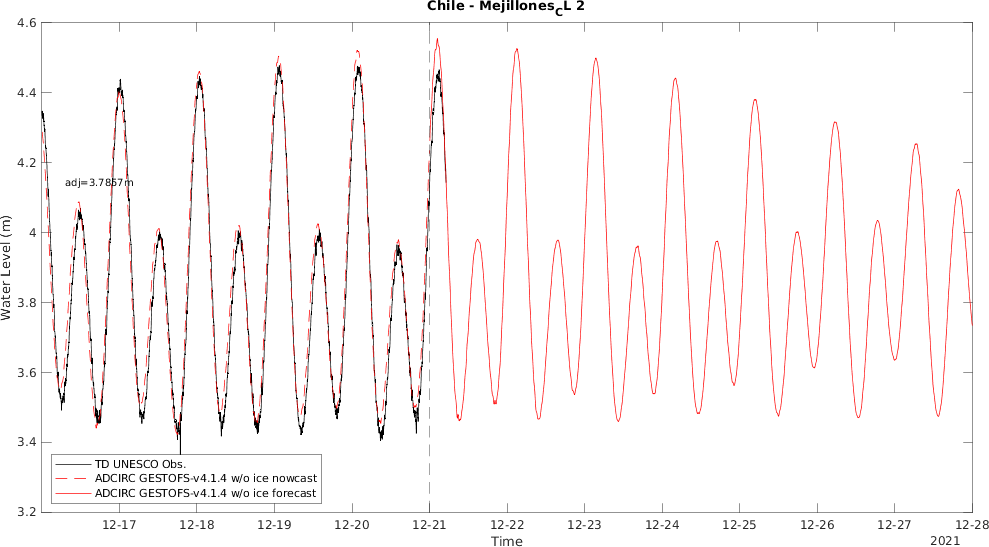 Chile - Mejillones_CL 2
4.6
4.4
4.2
4
3.8
3.6
3.4
3.2
Water Level (m)
adj=3.7857m
TD UNESCO Obs.
ADCIRC GESTOFS-v4.1.4 w/o ice nowcast
ADCIRC GESTOFS-v4.1.4 w/o ice forecast
12-17 12-18 12-19 12-20 12-21 12-22 12-23 12-24 12-25 12-26 12-27 12-28
Time
2021